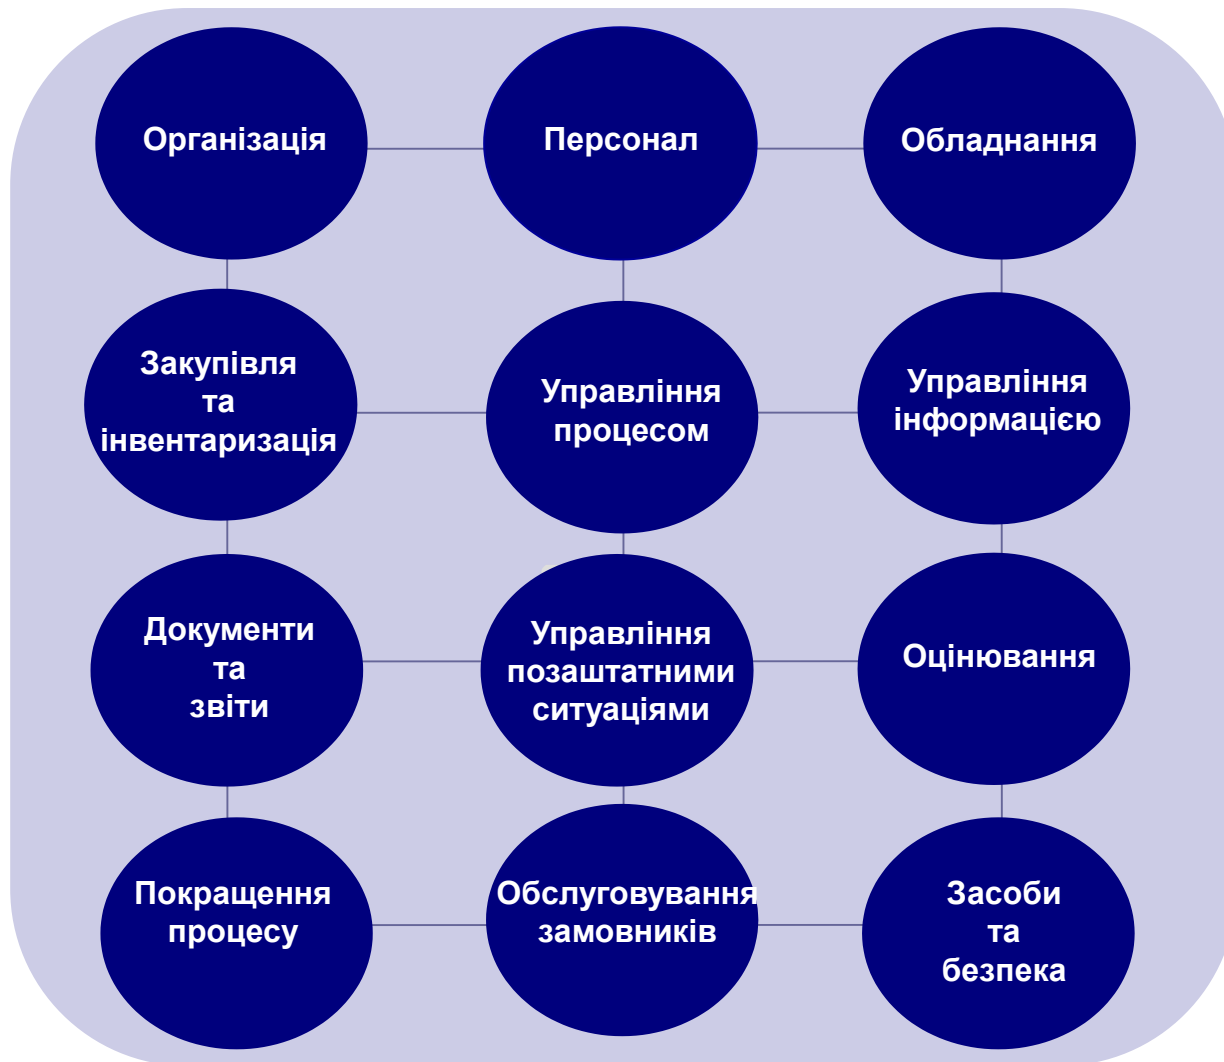 Організація
Персонал
Обладнання
Закупівля
та
інвентаризація
Управління
процесом
Управління
інформацією
Документи
та
звіти
Управління
позаштатними
ситуаціями
Оцінювання
Покращення
процесу
Обслуговування
замовників
Засоби
та
безпека